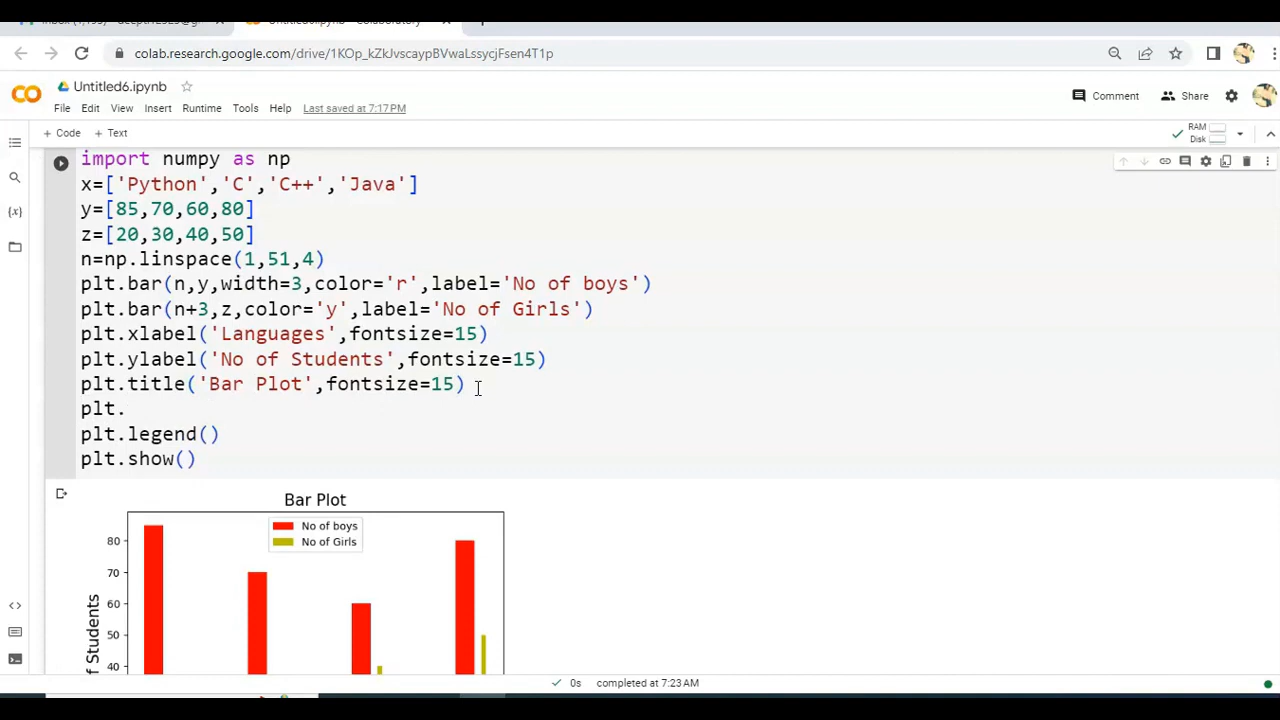 colab.research.google.com/drive/1KOp_kZkJvscaypBVwaLssycjFsen4T1p
Untitled6.ipynb
Comment
Share
File Edit View Insert Runtime Tools Help Last saved at 7:17 PM
+ Code + Text
RAM
Disk
import numpy as np
x=['Python','C','C++','Java']
y=[85,70,60,80]
z=[20,30,40,50]
n=np.linspace(1,51,4)
plt.bar(n,y,width=3,color='r',label='No of boys')
plt.bar(n+3,z,color='y',label='No of Girls')
plt.xlabel('Languages',fontsize=15)
plt.ylabel('No of Students',fontsize=15)
plt.title('Bar Plot',fontsize=15)
plt.
plt.legend()
plt.show()
Bar Plot
No of boys
No of Girls
80
70
60
50
40
f Students
0s completed at 7:23 AM